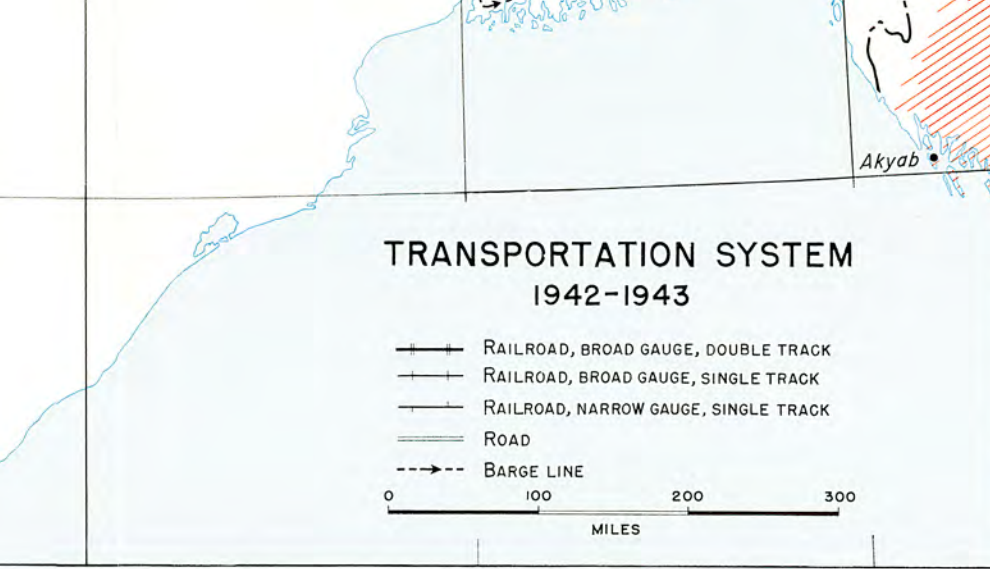 Akyab
TRANSPORTATION SYSTEM
1942-1943
RAILROAD, BROAD GAUGE, DOUBLE TRACK
RAILROAD, BROAD GAUGE, SINGLE TRACK
RAILROAD, NARROW GAUGE, SINGLE TRACK
ROAD
BARGE LINE
0 100 200 300
MILES